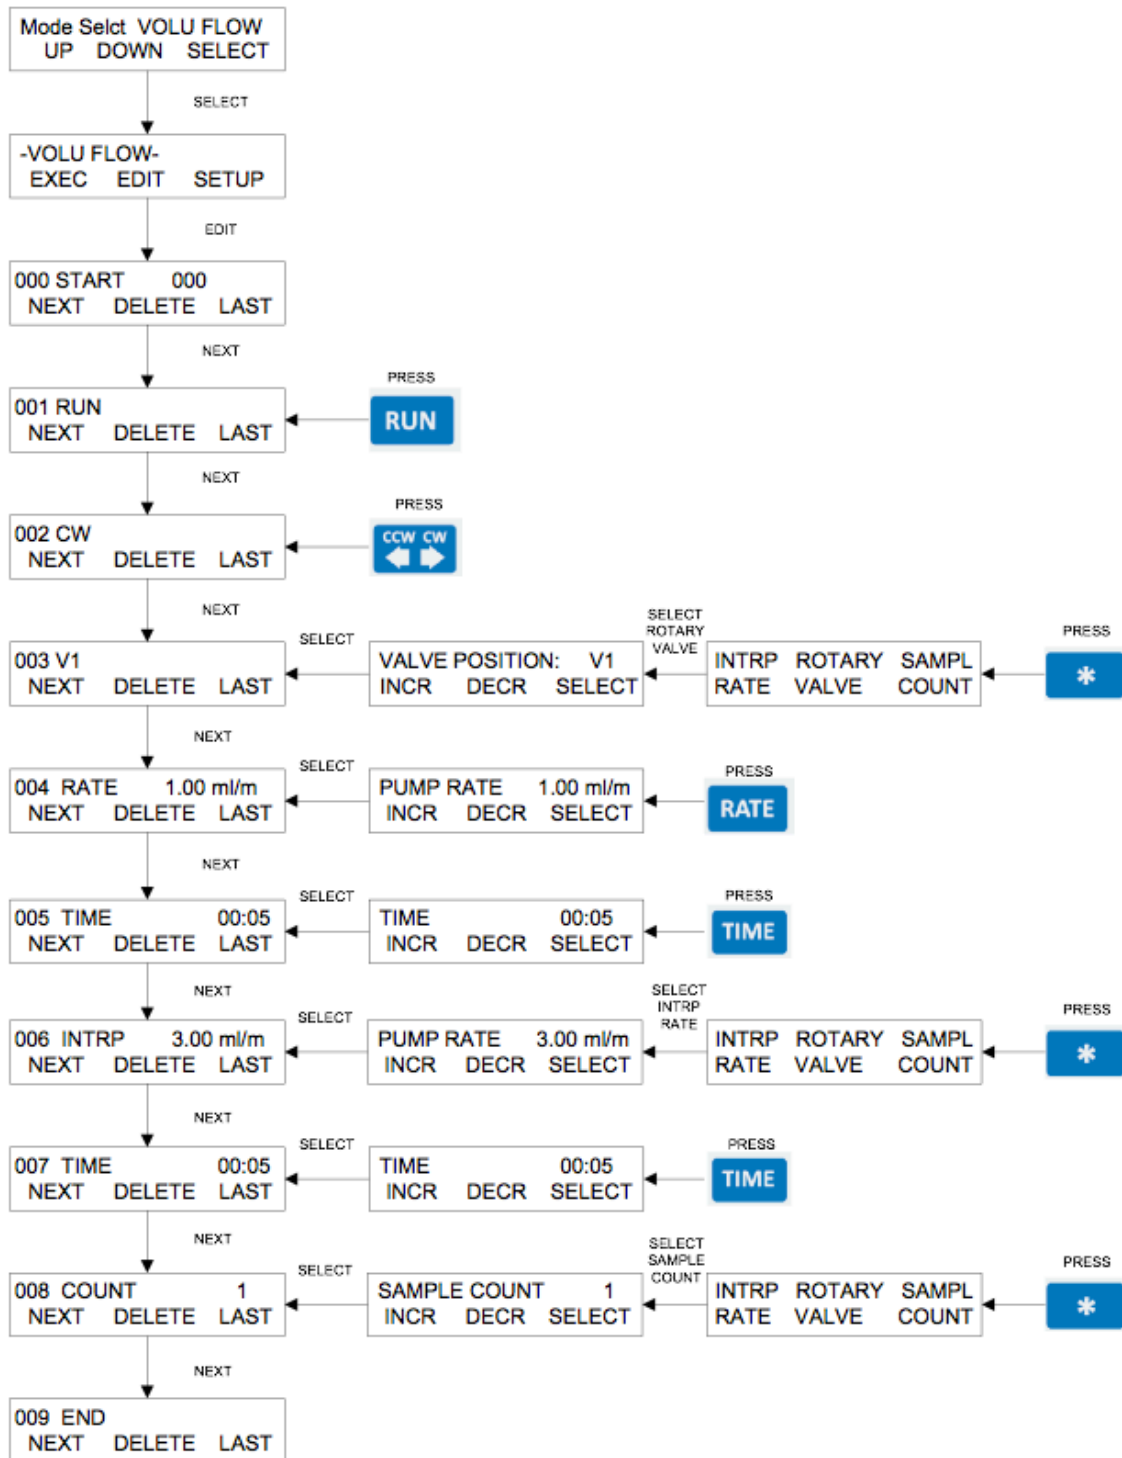 Mode Selct VOLU FLOW
UP DOWN SELECT
SELECT
-VOLU FLOW-
EXEC EDIT SETUP
EDIT
000 START 000
NEXT DELETE LAST
NEXT
PRESS
001 RUN
NEXT DELETE LAST
RUN
NEXT
PRESS
002 CW
NEXT DELETE LAST
CCW CW
NEXT
003 V1
NEXT DELETE LAST
SELECT
VALVE POSITION: V1
INCR DECR SELECT
SELECT
ROTARY
VALVE
INTRP ROTARY SAMPL
RATE VALVE COUNT
PRESS
*
NEXT
004 RATE 1.00 ml/m
NEXT DELETE LAST
SELECT
PUMP RATE 1.00 ml/m
INCR DECR SELECT
PRESS
RATE
NEXT
005 TIME 00:05
NEXT DELETE LAST
SELECT
TIME 00:05
INCR DECR SELECT
PRESS
TIME
NEXT
006 INTRP 3.00 ml/m
NEXT DELETE LAST
SELECT
PUMP RATE 3.00 ml/m
INCR DECR SELECT
SELECT
INTRP
RATE
INTRP ROTARY SAMPL
RATE VALVE COUNT
PRESS
*
NEXT
007 TIME 00:05
NEXT DELETE LAST
SELECT
TIME 00:05
INCR DECR SELECT
PRESS
TIME
NEXT
008 COUNT 1
NEXT DELETE LAST
SELECT
SAMPLE COUNT 1
INCR DECR SELECT
SELECT
SAMPLE
COUNT
INTRP ROTARY SAMPL
RATE VALVE COUNT
PRESS
*
NEXT
009 END
NEXT DELETE LAST